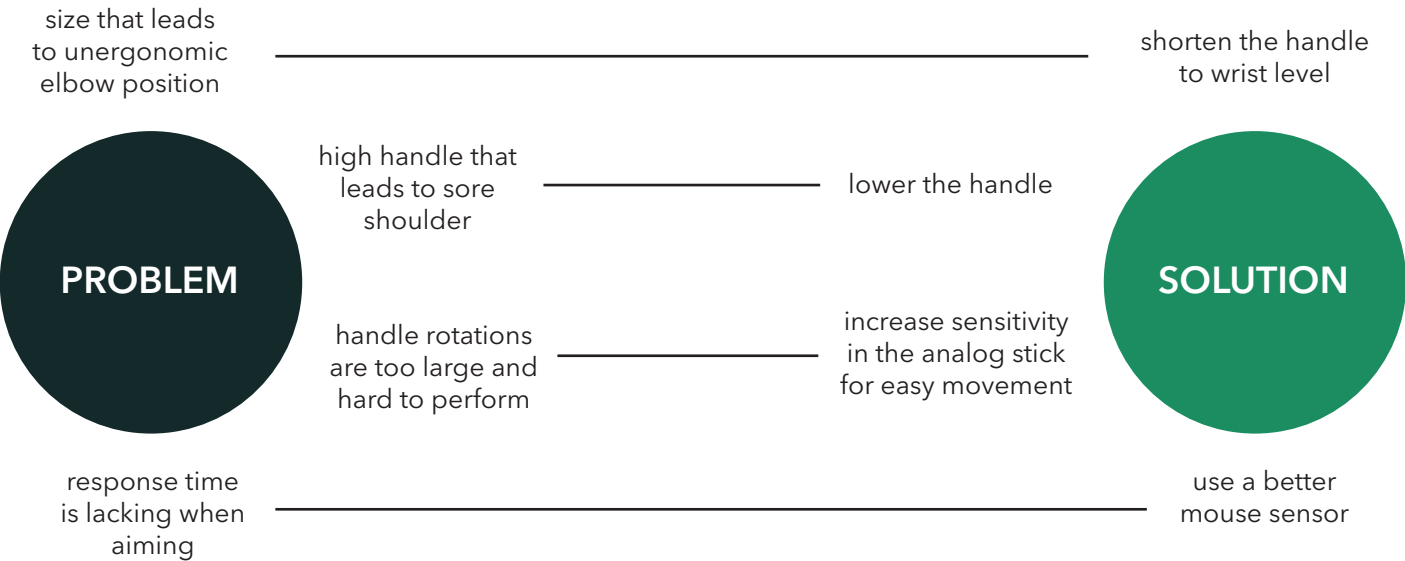 size that leads
to unergonomic
elbow position
shorten the handle
to wrist level
high handle that
leads to sore
shoulder
lower the handle
PROBLEM
SOLUTION
handle rotations
are too large and
hard to perform
increase sensitivity
in the analog stick
for easy movement
response time
is lacking when
aiming
use a better
mouse sensor